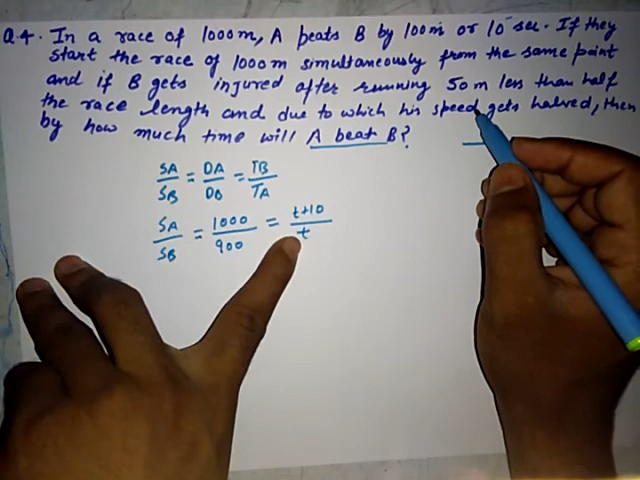 Q.4. In a race of 1000m, A beats B by 100m or 10 sec. If they
start the race of 1000m simultaneously from the same point
and if B gets injured after running 50m less than half
the race length and due to which his speed gets halved, then
by how much time will A beat B?
SA/SB = DA/DB = TB/TA
SA/SB = 1000/900 = t+10/t